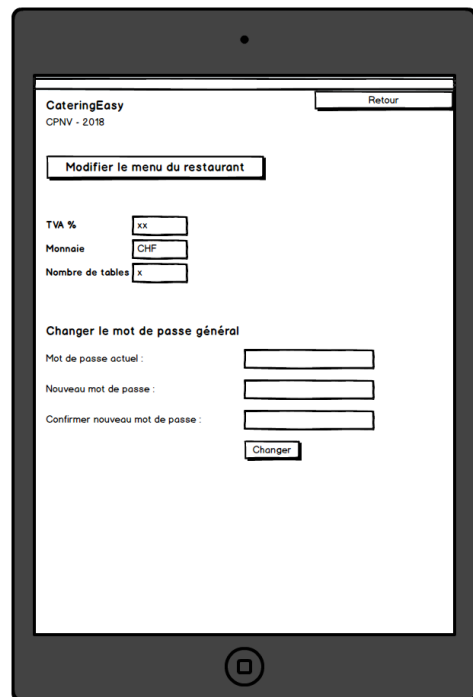 CateringEasy
Retour
CPNV - 2018
Modifier le menu du restaurant
TVA % xx
Monnaie CHF
Nombre de tables x
Changer le mot de passe général
Mot de passe actuel :
Nouveau mot de passe :
Confirmer nouveau mot de passe :
Changer